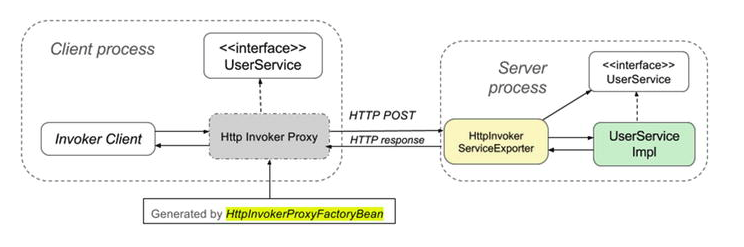 Client process
<<interface>>
UserService
Invoker Client
Http Invoker Proxy
HTTP POST
HTTP response
Generated by HttpInvokerProxyFactoryBean
Server
process
<<interface>>
UserService
HttpInvoker
ServiceExporter
UserService
Impl